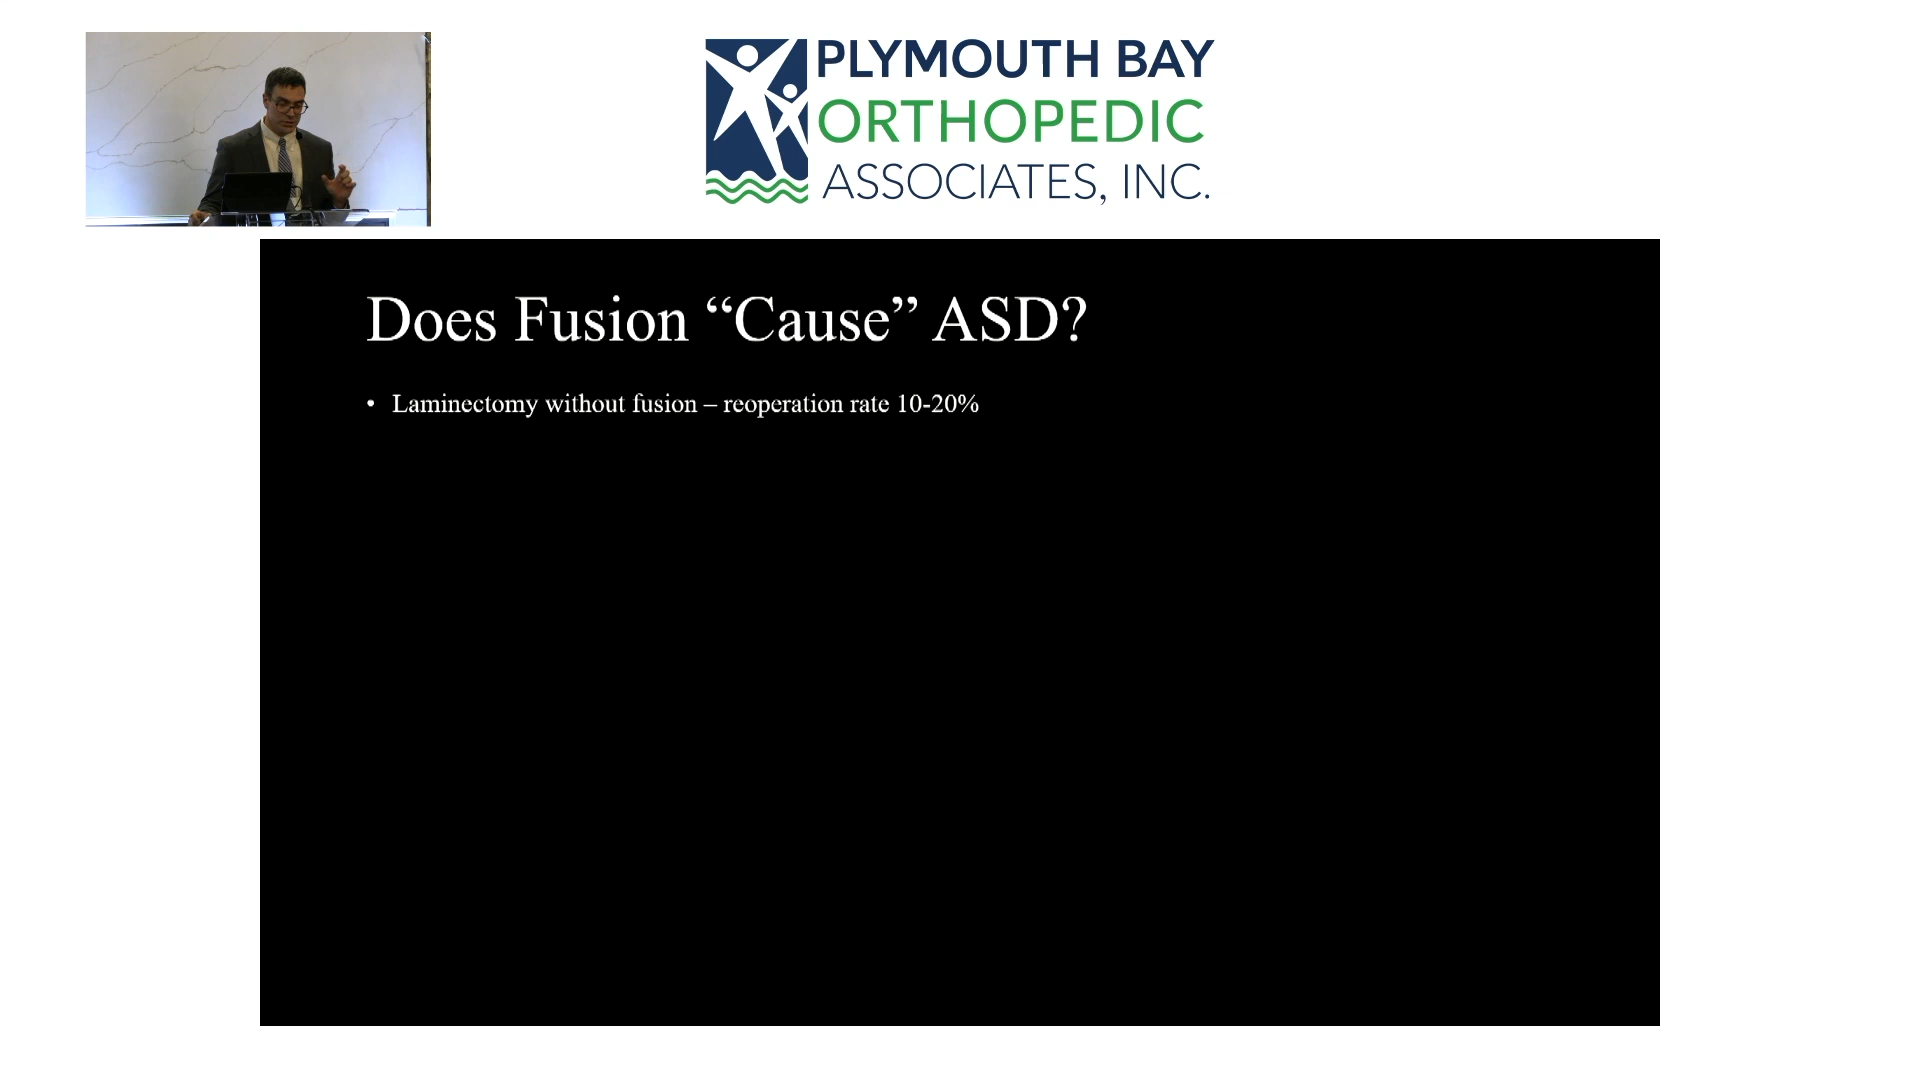 PLYMOUTH BAY
ORTHOPEDIC
ASSOCIATES, INC.
Does Fusion “Cause” ASD?
• Laminectomy without fusion – reoperation rate 10-20%